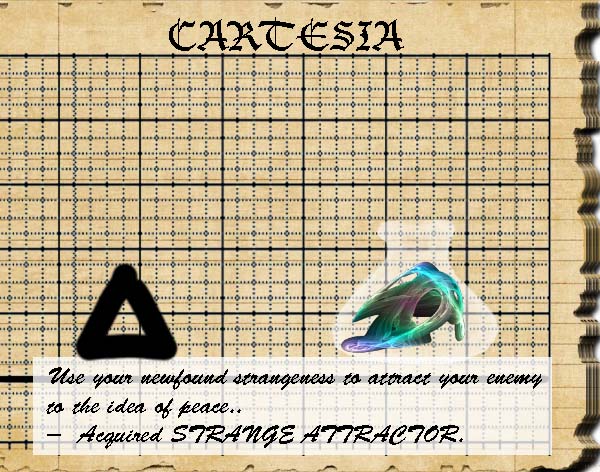 CARTESIA
Use your newfound strangeness to attract your enemy
to the idea of peace..
– Acquired STRANGE ATTRACTOR.